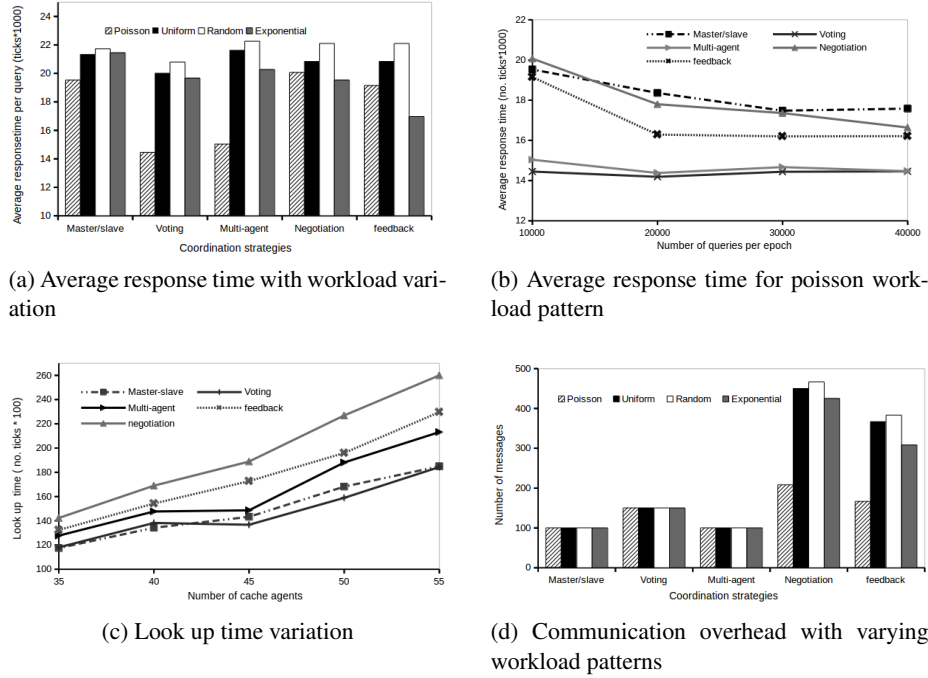 Average responsetime per query (ticks*1000)
24
22
20
18
16
14
12
10
Poisson Uniform Random Exponential
Master/slave Voting Multi-agent Negotiation feedback
Coordination strategies
(a) Average response time with workload vari-
ation
Average response time (no. ticks*1000)
22
20
18
16
14
12
Master/slave Voting
Multi-agent Negotiation
feedback
10000 20000 30000 40000
Number of queries per epoch
(b) Average response time for poisson work-
load pattern
Look up time ( no. ticks * 100)
260
240
220
200
180
160
140
120
100
Master-slave Voting
Multi-agent feedback
negotiation
35 40 45 50 55
Number of cache agents
(c) Look up time variation
Number of messages
500
400
300
200
100
0
Poisson Uniform Random Exponential
Master/slave Voting Multi-agent Negotiation feedback
Coordination strategies
(d) Communication overhead with varying
workload patterns